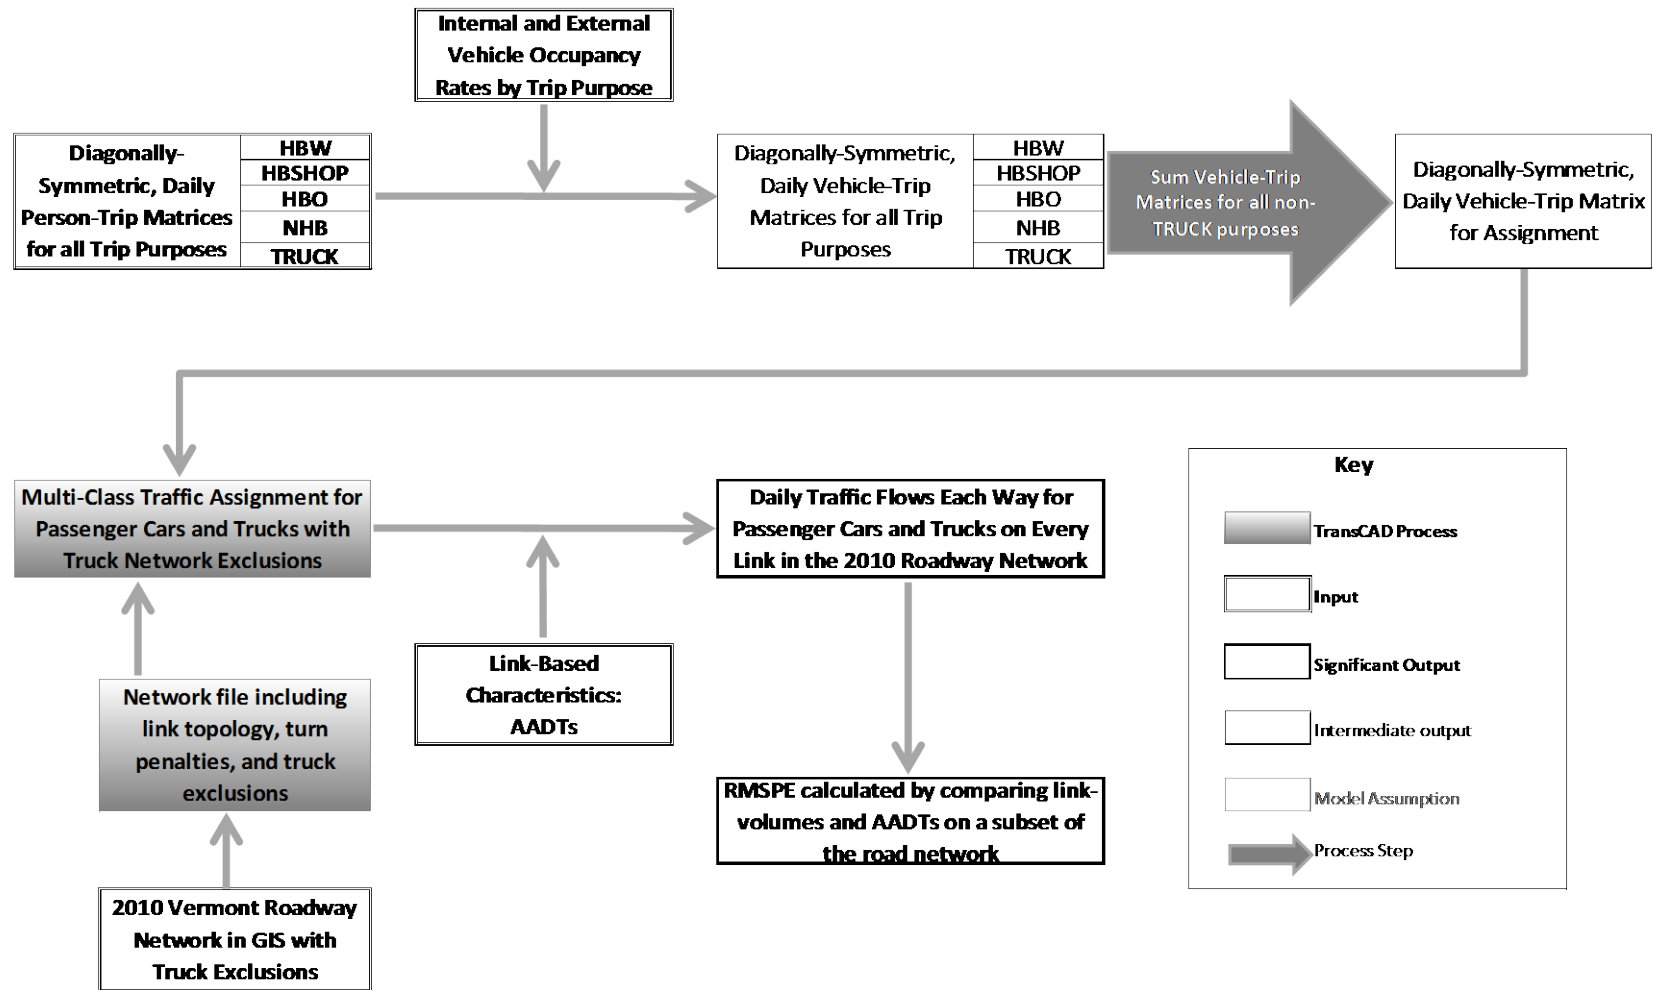 Internal and External
Vehicle Occupancy
Rates by Trip Purpose
Diagonally-
Symmetric, Daily
Person-Trip Matrices
for all Trip Purposes
HBW
HBSHOP
HBO
NHB
TRUCK
Diagonally-Symmetric,
Daily Vehicle-Trip
Matrices for all Trip
Purposes
HBW
HBSHOP
HBO
NHB
TRUCK
Sum Vehicle-Trip
Matrices for all non-
TRUCK purposes
Diagonally-Symmetric,
Daily Vehicle-Trip Matrix
for Assignment
Multi-Class Traffic Assignment for
Passenger Cars and Trucks with
Truck Network Exclusions
Daily Traffic Flows Each Way for
Passenger Cars and Trucks on Every
Link in the 2010 Roadway Network
Link-Based
Characteristics:
AADTs
Network file including
link topology, turn
penalties, and truck
exclusions
RMSPE calculated by comparing link-
volumes and AADTs on a subset of
the road network
2010 Vermont Roadway
Network in GIS with
Truck Exclusions
Key
TransCAD Process
Input
Significant Output
Intermediate output
Model Assumption
Process Step